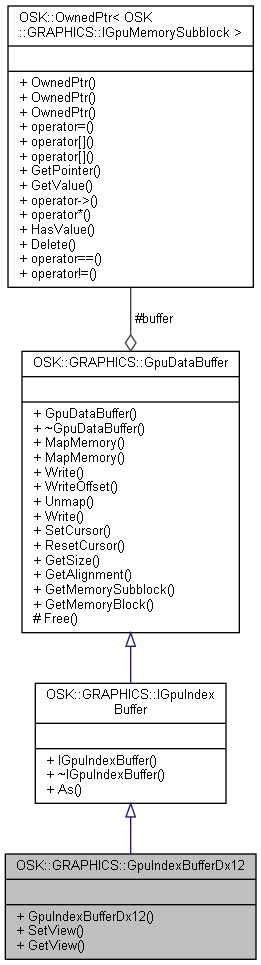 OSK::OwnedPtr< OSK
::GRAPHICS::IGpuMemorySubblock >
+ OwnedPtr()
+ OwnedPtr()
+ OwnedPtr()
+ operator=()
+ operator[]()
+ operator[]()
+ GetPointer()
+ GetValue()
+ operator->()
+ operator*()
+ HasValue()
+ Delete()
+ operator==()
+ operator!=()
#buffer
OSK::GRAPHICS::GpuDataBuffer
+ GpuDataBuffer()
+ ~GpuDataBuffer()
+ MapMemory()
+ MapMemory()
+ Write()
+ WriteOffset()
+ Unmap()
+ Write()
+ SetCursor()
+ ResetCursor()
+ GetSize()
+ GetAlignment()
+ GetMemorySubblock()
+ GetMemoryBlock()
# Free()
OSK::GRAPHICS::IGpuIndex
Buffer
+ IGpuIndexBuffer()
+ ~IGpuIndexBuffer()
+ As()
OSK::GRAPHICS::GpuIndexBufferDx12
+ GpuIndexBufferDx12()
+ SetView()
+ GetView()